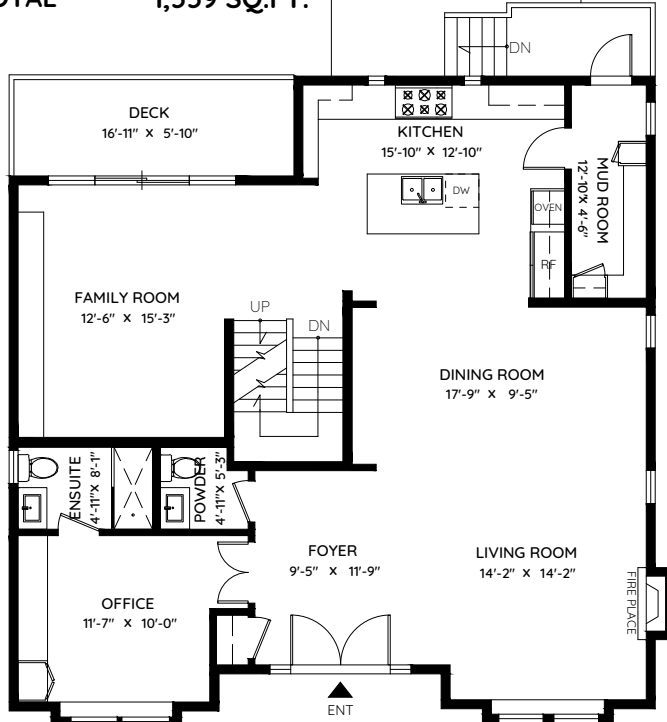 DN
DECK
16'-11" X 5'-10"
KITCHEN
15'-10" X 12'-10"
MUD ROOM
12'-10"X 4'-6"
DW
OVEN
RF
FAMILY ROOM
12'-6" X 15'-3"
UP
DN
DINING ROOM
17'-9" X 9'-5"
ENSUITE
4'-11"X 8'-1"
POWDER
4'-11"X 5'-3"
FOYER
9'-5" X 11'-9"
LIVING ROOM
14'-2" X 14'-2"
FIRE PLACE
OFFICE
11'-7" X 10'-0"
ENT